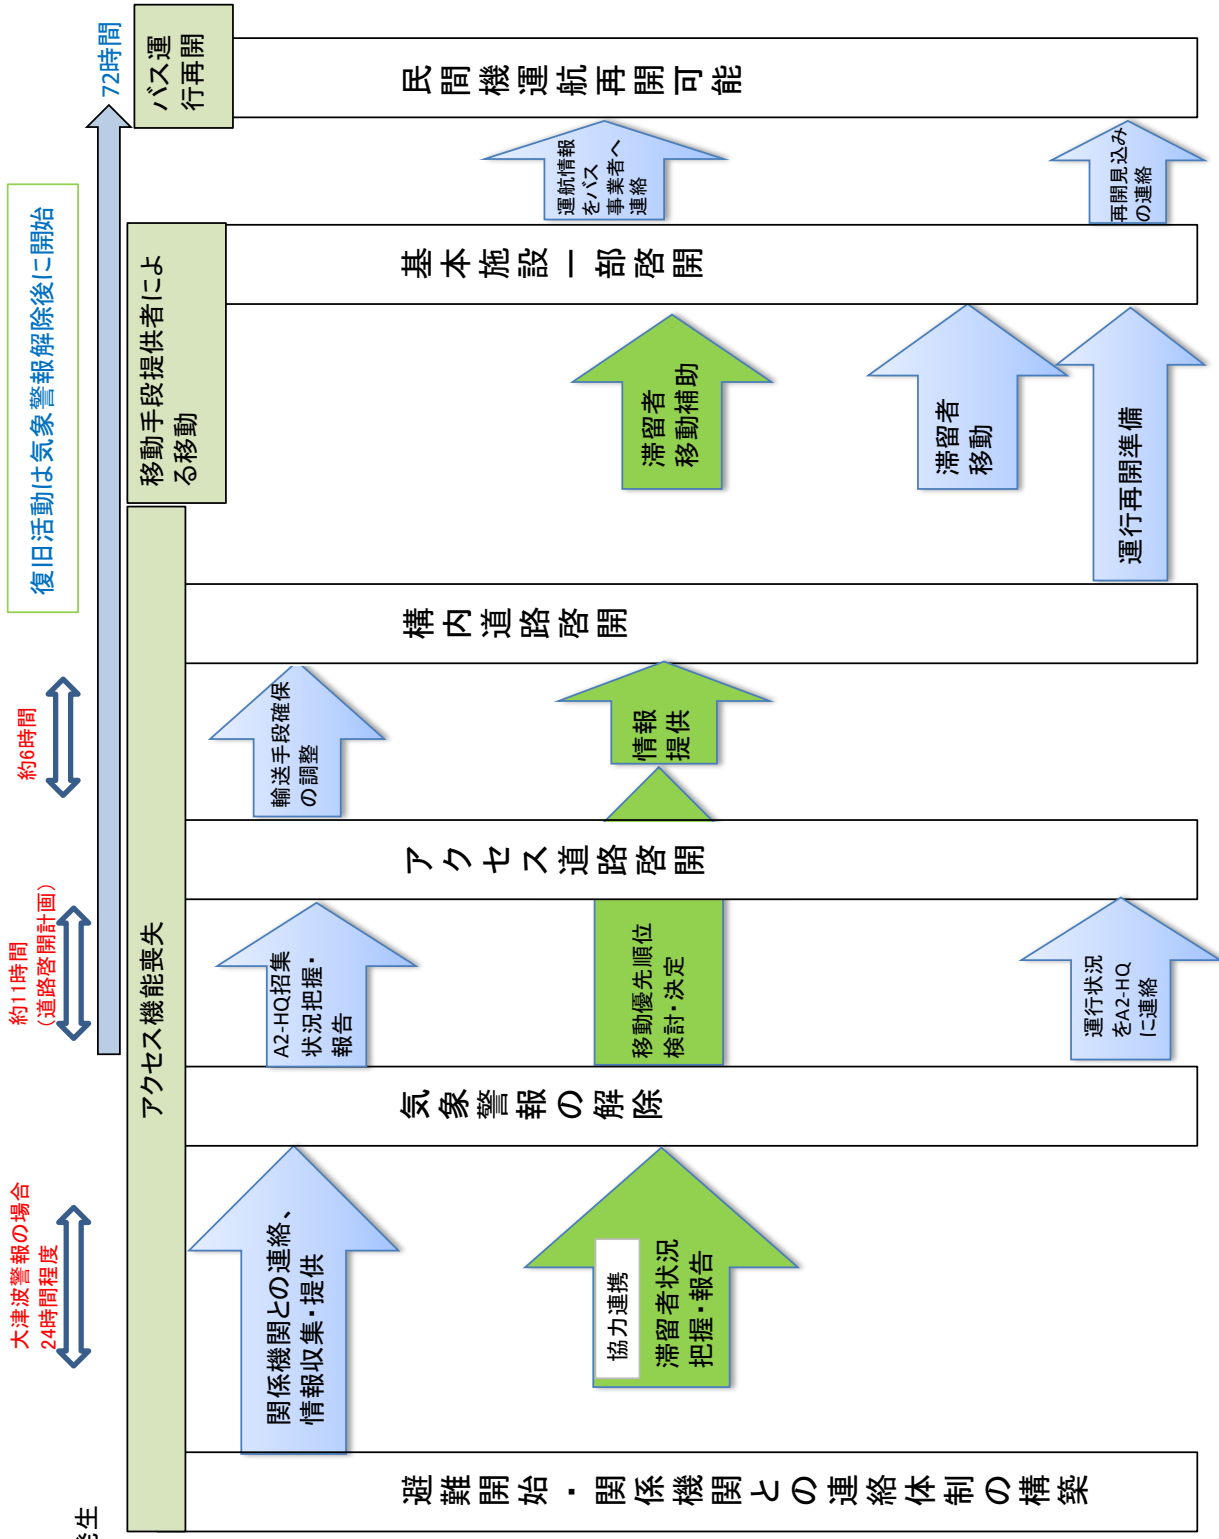 発生
大津波警報の場合
24時間程度
約11時間
（道路啓開計画）
約6時間
復旧活動は気象警報解除後に開始
72時間
アクセス機能喪失
移動手段提供者によ
る移動
バス運
行再開
避難開始・関係機関との連絡体制の構築
関係機関との連絡、
情報収集・提供
協力連携
滞留者状況
把握・報告
気象警報の解除
A2-HQ招集
状況把握・
報告
移動優先順位
検討・決定
運行状況
をA2-HQ
に連絡
アクセス道路啓開
輸送手段確保
の調整
情報
提供
構内道路啓開
滞留者
移動補助
滞留者
移動
運行再開準備
基本施設一部啓開
運航情報
をバス
事業者へ
連絡
再開見込み
の連絡
民間機運航再開可能